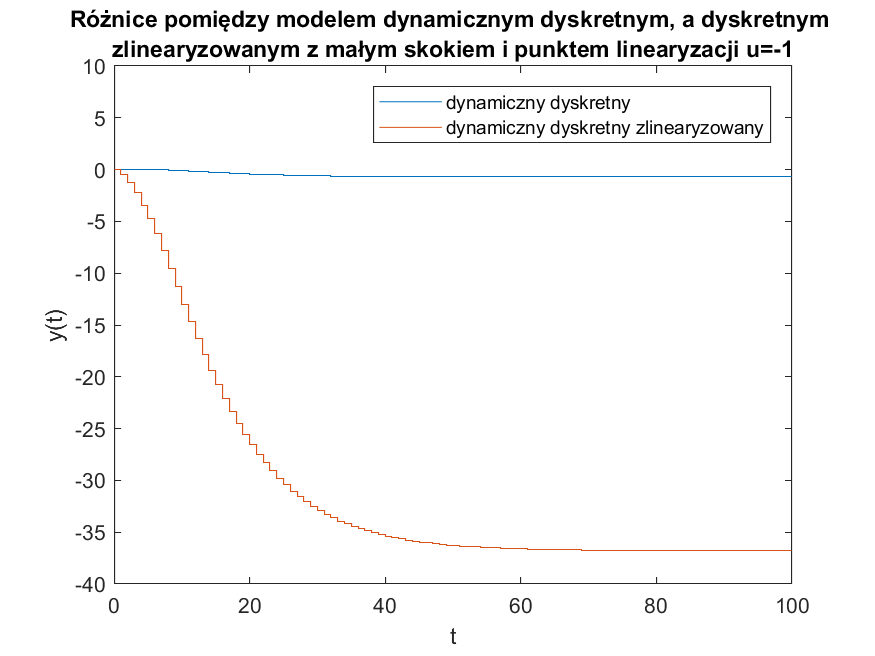 Różnice pomiędzy modelem dynamicznym dyskretnym, a dyskretnym
zlinearyzowanym z małym skokiem i punktem linearyzacji u=-1
10
5
0
-5
-10
-15
-20
-25
-30
-35
-40
y(t)
dynamiczny dyskretny
dynamiczny dyskretny zlinearyzowany
0
20
40
60
80
100
t